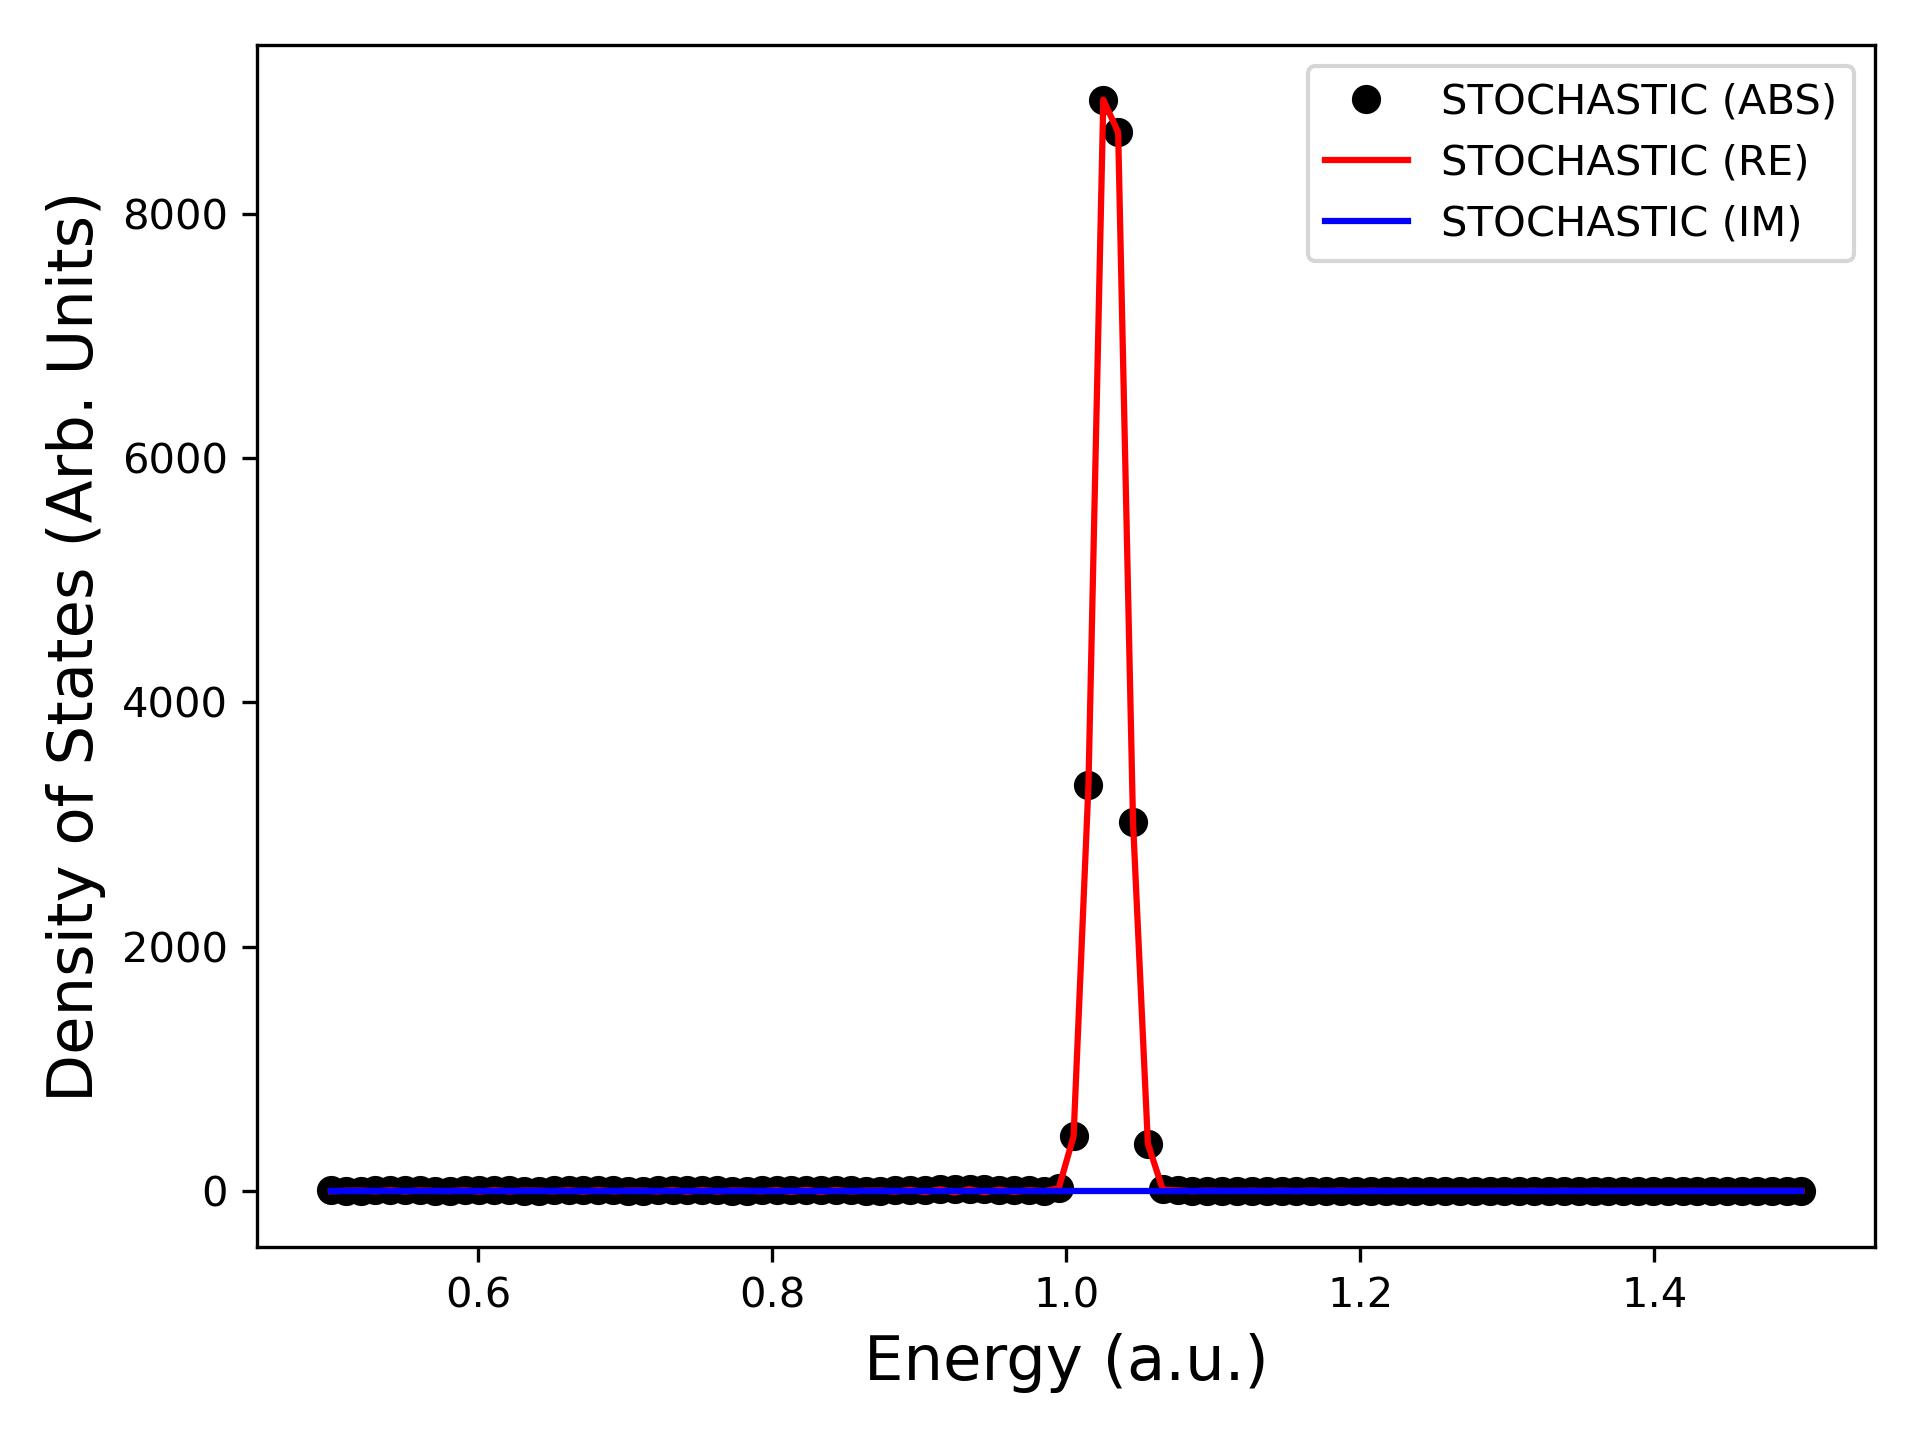 STOCHASTIC (ABS)
STOCHASTIC (RE)
STOCHASTIC (IM)
Density of States (Arb. Units)
8000
6000
4000
2000
0
0.6
0.8
1.0
1.2
1.4
Energy (a.u.)